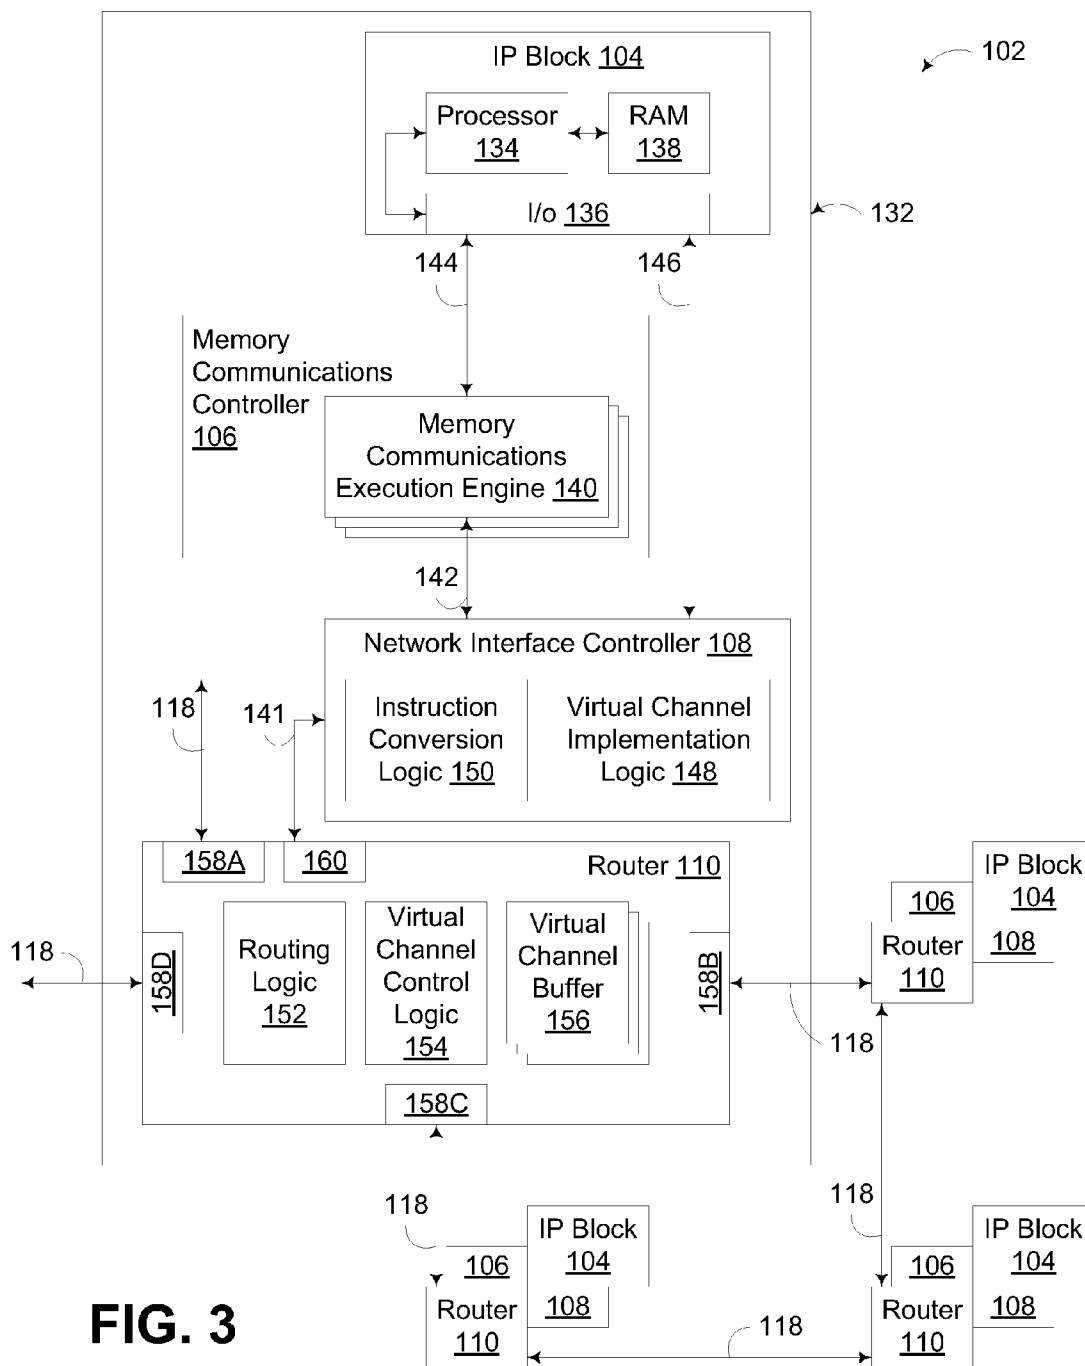 IP Block 104
102
Processor
134
RAM
138
I/o 136
132
144
146
Memory
Communications
Controller
106
Memory
Communications
Execution Engine 140
142
Network Interface Controller 108
118
141
Instruction
Conversion
Logic 150
Virtual Channel
Implementation
Logic 148
158A
160
Router 110
IP Block
104
106
108
Router
110
118
158D
Routing
Logic
152
Virtual
Channel
Control
Logic
154
Virtual
Channel
Buffer
156
158B
118
158C
118
118
IP Block
104
106
108
Router
110
IP Block
104
106
108
Router
110
118
FIG. 3